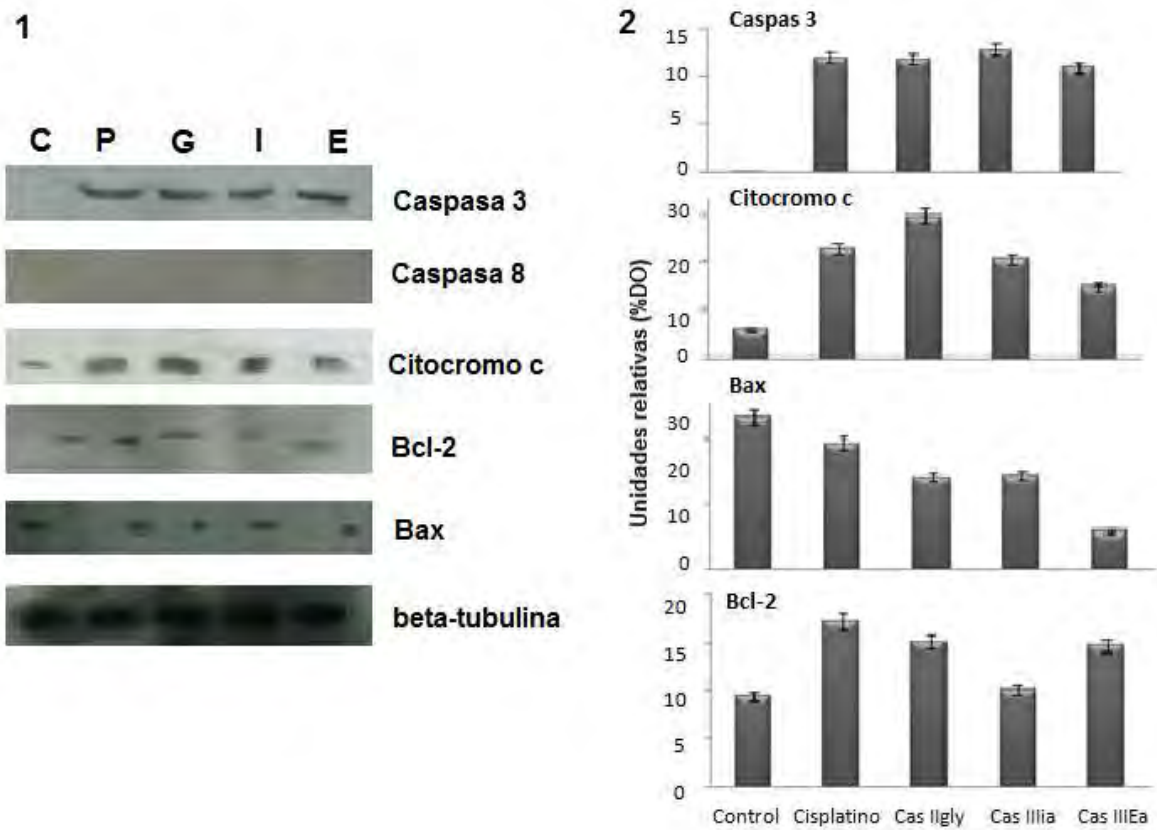 1
C P G I E
Caspasa 3
Caspasa 8
Citocromo c
Bcl-2
Bax
beta-tubulina
2
Unidades relativas (%DO)
Caspas 3
15
10
5
0
Citocromo c
30
20
10
0
Bax
30
20
10
0
Bcl-2
20
15
10
5
0
Control Cisplatino Cas IIgly Cas IIIia Cas IIIEa